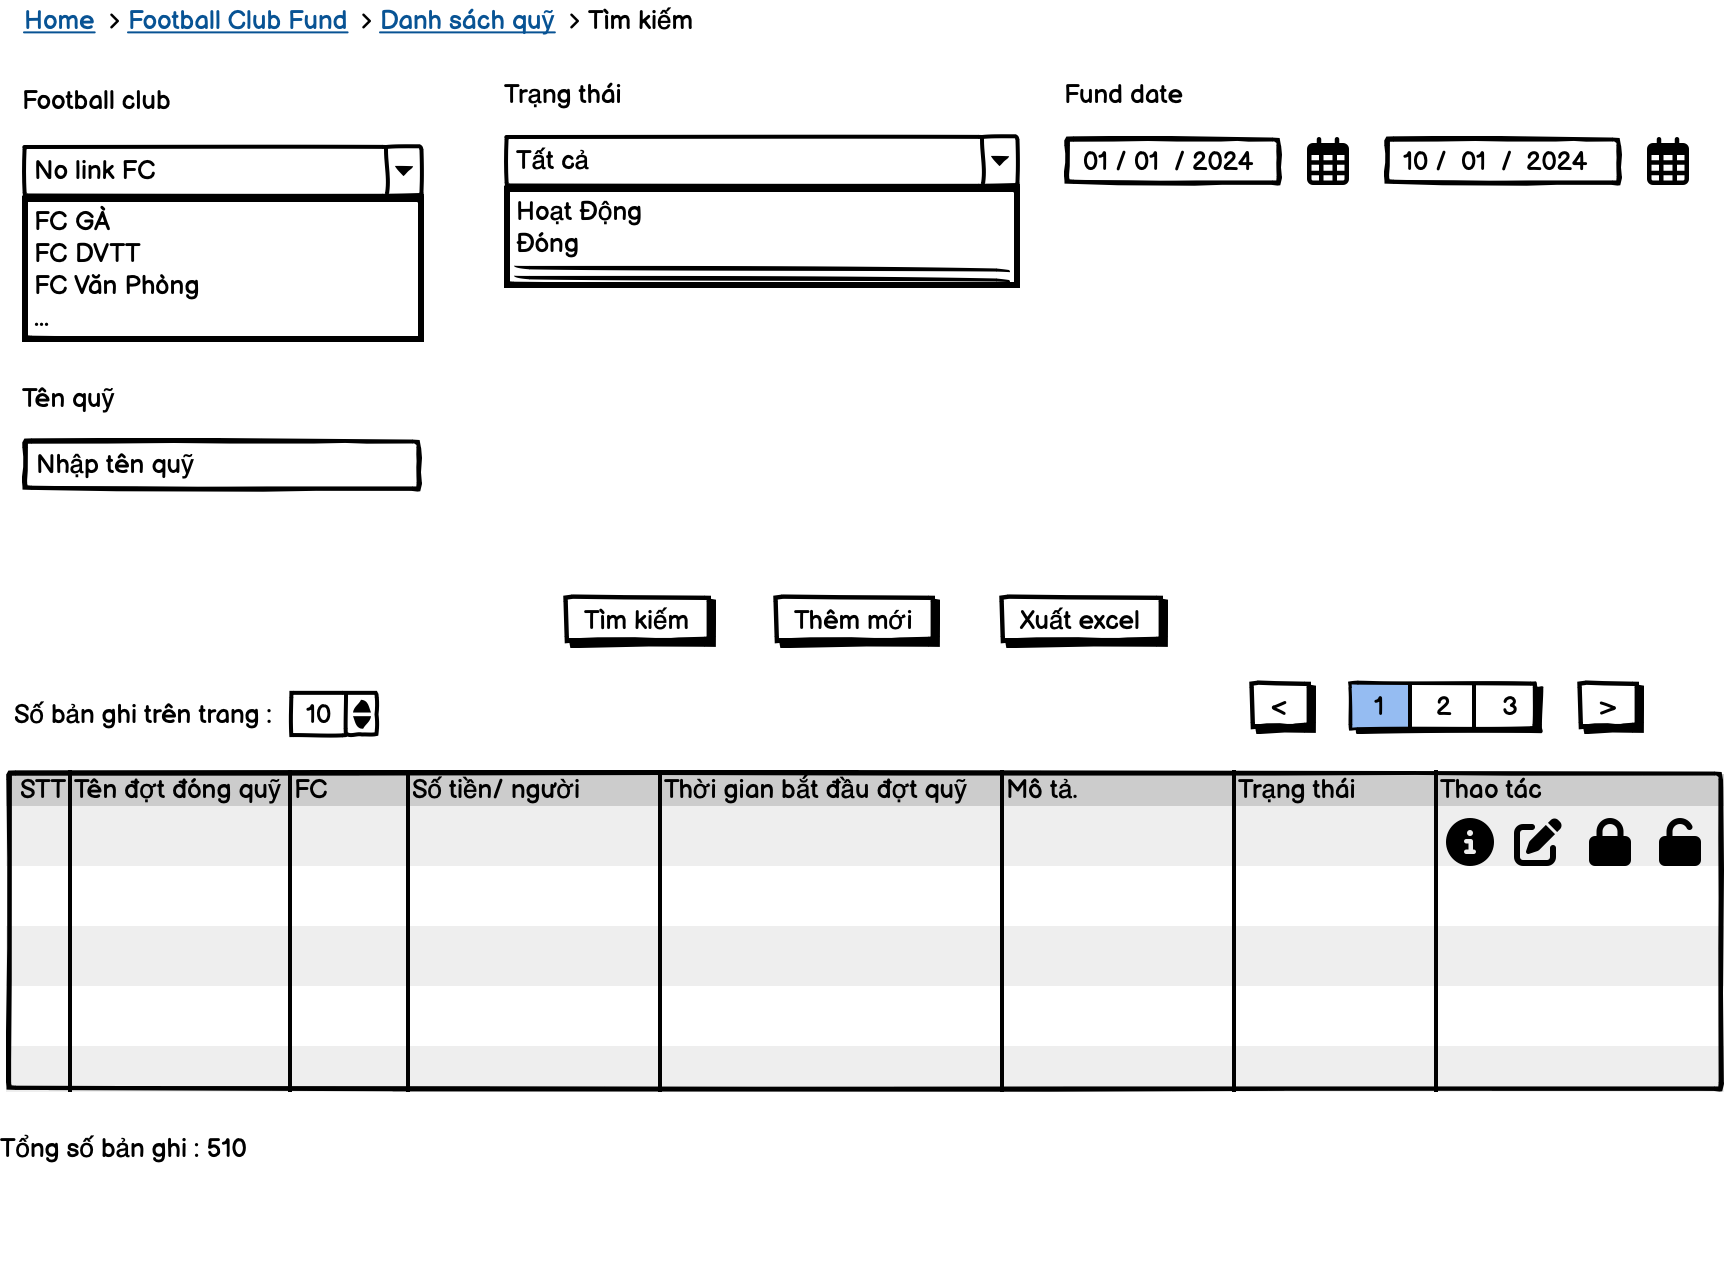 Home > Football Club Fund > Danh sách quỹ > Tìm kiếm
Football club
Trạng thái
Fund date
No link FC
Tất cả
01 / 01 / 2024
10 / 01 / 2024
FC GÀ
FC DVTT
FC Văn Phòng
...
Hoạt Động
Đóng
Tên quỹ
Nhập tên quỹ
Tìm kiếm
Thêm mới
Xuất excel
Số bản ghi trên trang : 10
< 1 2 3 >
STT Tên đợt đóng quỹ FC Số tiền/ người Thời gian bắt đầu đợt quỹ Mô tả. Trạng thái Thao tác
Tổng số bản ghi : 510